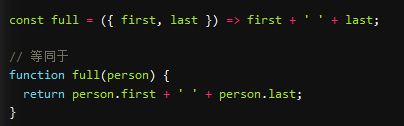 const full = ({ first, last }) => first + ' ' + last;

// 等同于
function full(person) {
  return person.first + ' ' + person.last;
}